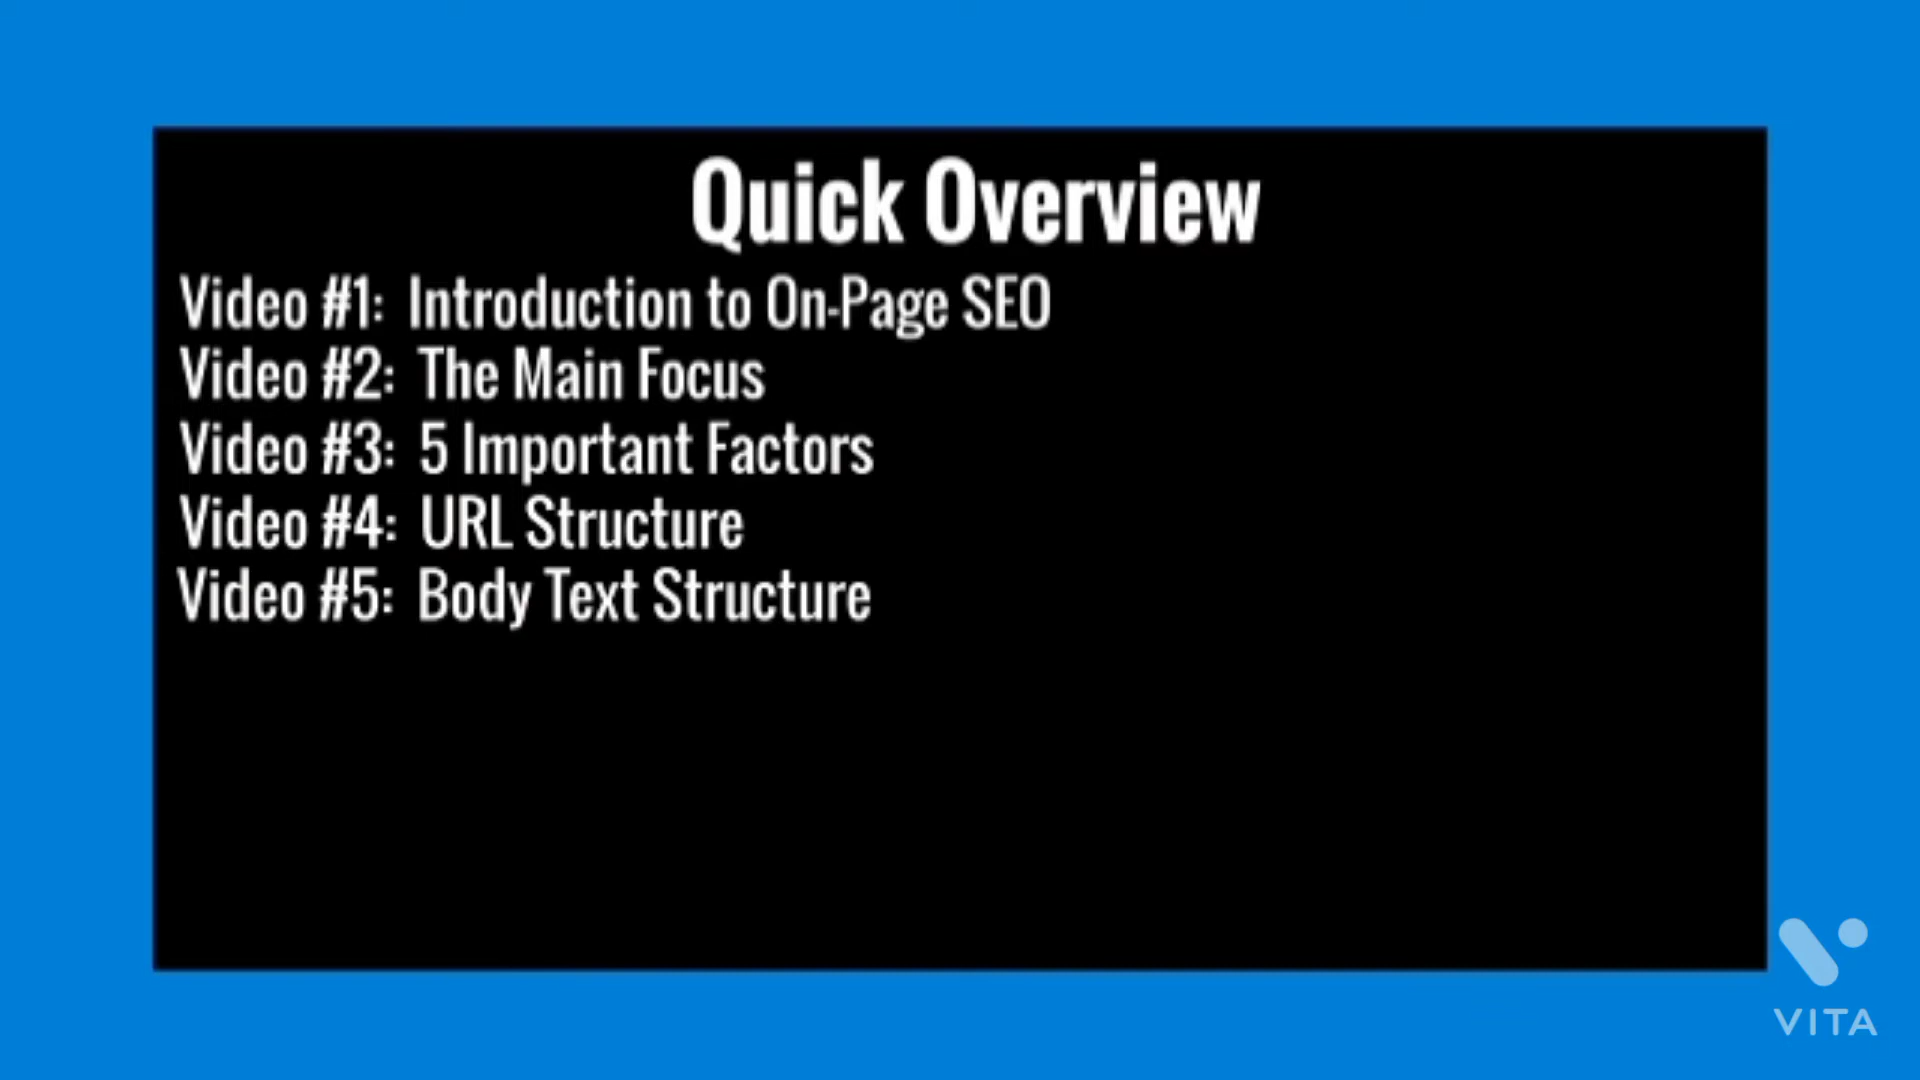 Quick Overview
Video #1: Introduction to On-Page SEO
Video #2: The Main Focus
Video #3: 5 Important Factors
Video #4: URL Structure
Video #5: Body Text Structure
VITA